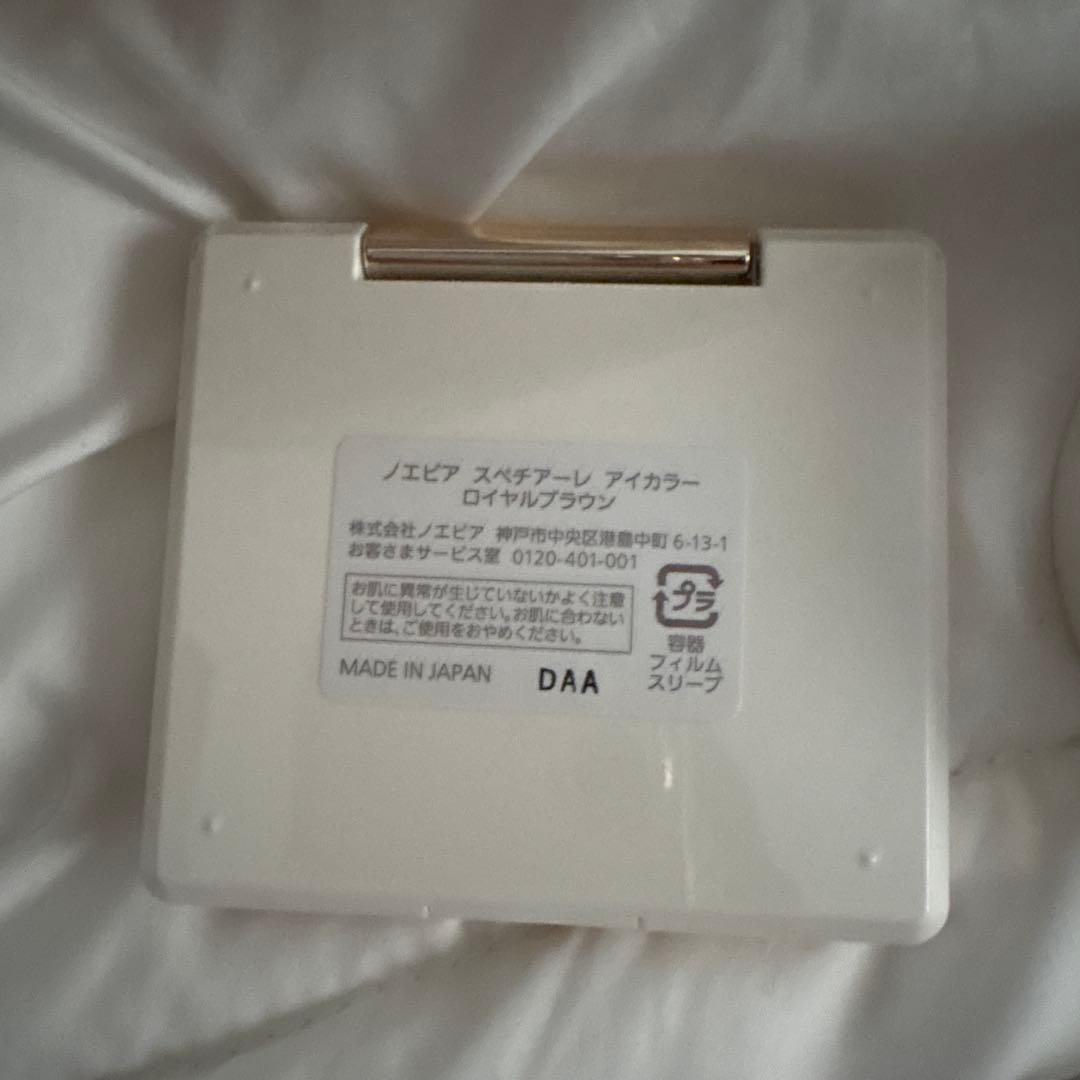 ノエビア スペチアーレ アイカラー
ロイヤルブラウン
株式会社ノエビア 神戸市中央区港島中町 6-13-1
お客さまサービス室 0120-401-001
お肌に異常が生じていないかよく注意
して使用してください。お肌に合わない
ときは、ご使用をおやめください。
プラ
容器
フィルム
スリーブ
MADE IN JAPAN DAA